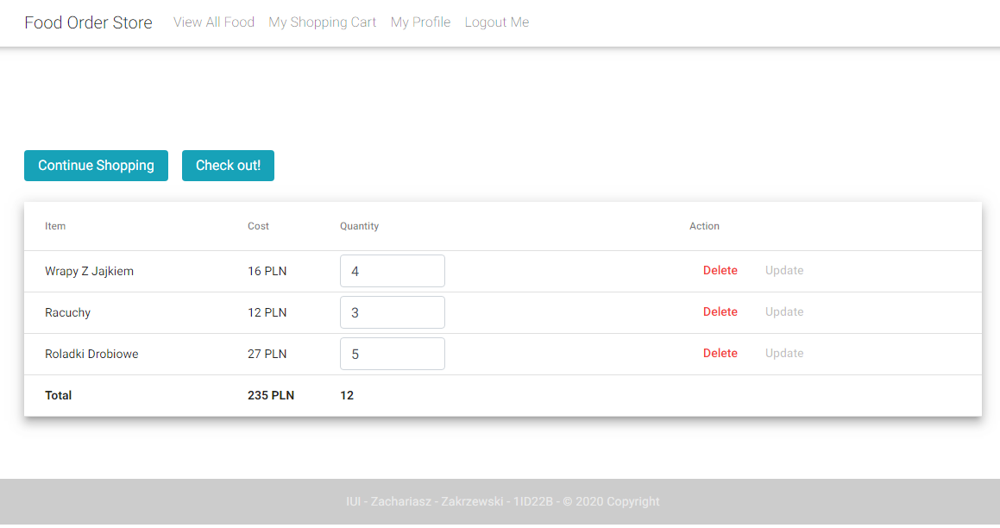 Food Order Store View All Food My Shopping Cart My Profile Logout Me
Continue Shopping Check out!
Item Cost Quantity Action
Wrapy Z Jajkiem 16 PLN 4 Delete Update
Racuchy 12 PLN 3 Delete Update
Roladki Drobiowe 27 PLN 5 Delete Update
Total 235 PLN 12
IUI - Zachariasz - Zakrzewski - 1ID22B - © 2020 Copyright